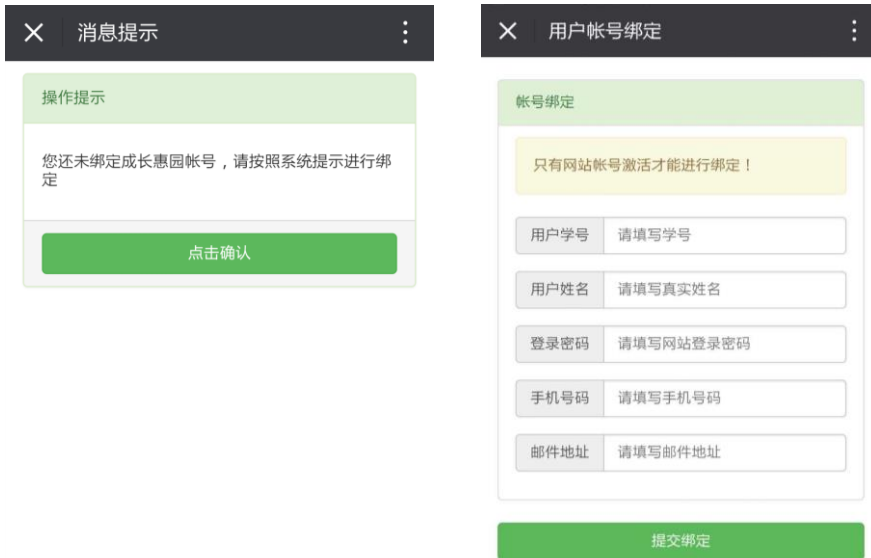 消息提示
操作提示
您还未绑定成长惠园帐号，请按照系统提示进行绑
定
点击确认
用户帐号绑定
帐号绑定
只有网站帐号激活才能进行绑定！
用户学号 请填写学号
用户姓名 请填写真实姓名
登录密码 请填写网站登录密码
手机号码 请填写手机号码
邮件地址 请填写邮件地址
提交绑定